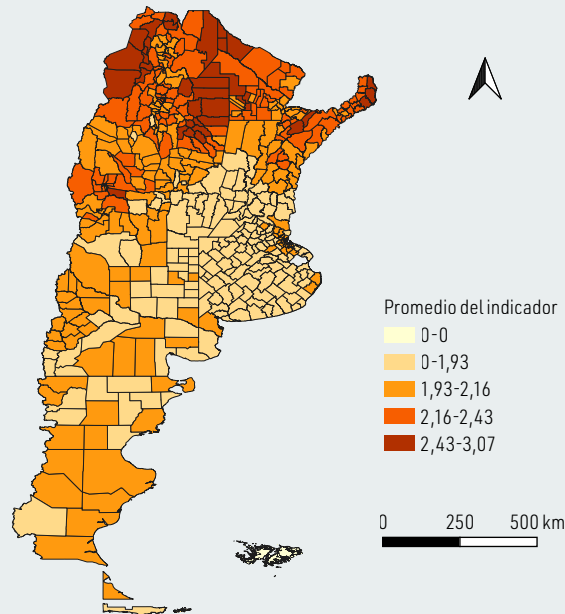 Promedio del indicador
0-0
0-1,93
1,93-2,16
2,16-2,43
2,43-3,07
0 250 500 km